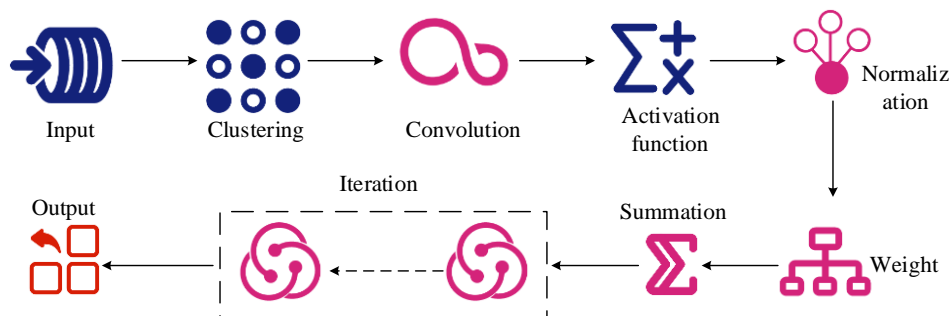 Input
Clustering
Convolution
Activation
function
Normaliz
ation
Iteration
Output
Summation
Weight